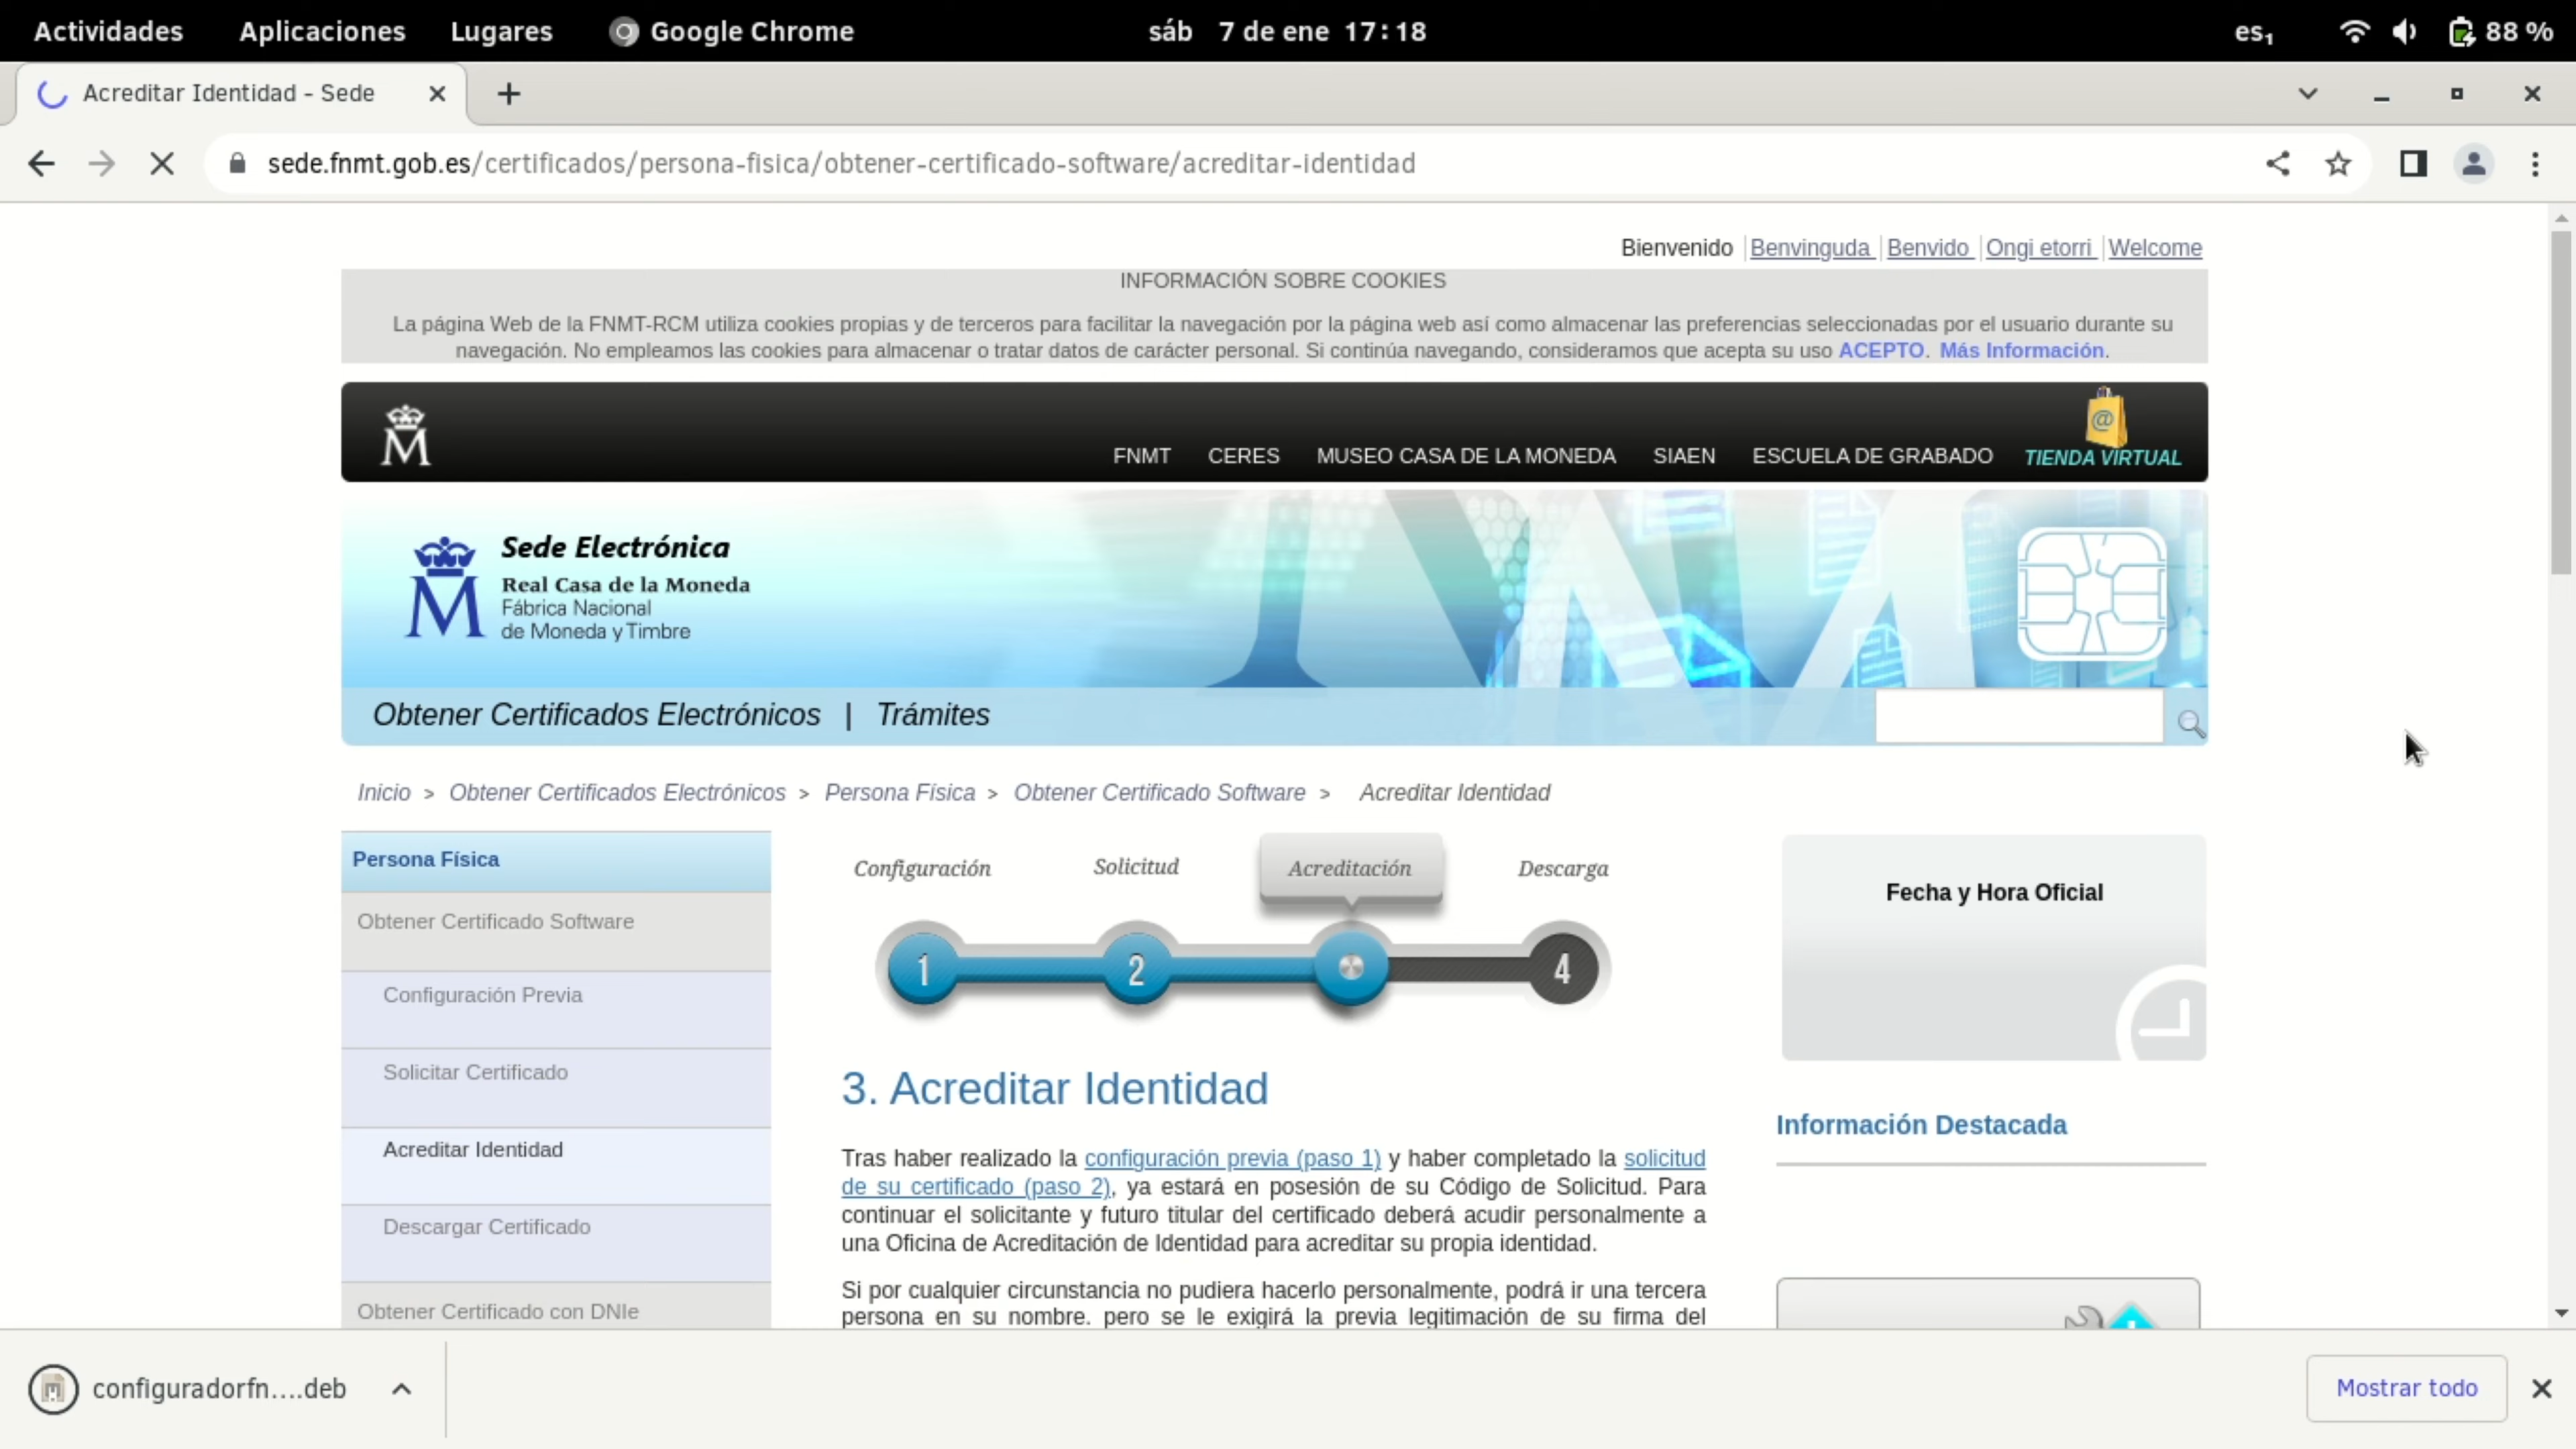 Actividades Aplicaciones Lugares Google Chrome sáb 7 de ene 17:18 es₁ 88 %
Acreditar Identidad - Sede
sede.fnmt.gob.es/certificados/persona-fisica/obtener-certificado-software/acreditar-identidad
Bienvenido Benvinguda Benvido Ongi etorri Welcome
INFORMACIÓN SOBRE COOKIES
La página Web de la FNMT-RCM utiliza cookies propias y de terceros para facilitar la navegación por la página web así como almacenar las preferencias seleccionadas por el usuario durante su
navegación. No empleamos las cookies para almacenar o tratar datos de carácter personal. Si continúa navegando, consideramos que acepta su uso ACEPTO. Más Información.
M
@
FNMT CERES MUSEO CASA DE LA MONEDA SIAEN ESCUELA DE GRABADO TIENDA VIRTUAL
M
Sede Electrónica
Real Casa de la Moneda
Fábrica Nacional
de Moneda y Timbre
Obtener Certificados Electrónicos | Trámites
Inicio > Obtener Certificados Electrónicos > Persona Física > Obtener Certificado Software > Acreditar Identidad
Persona Física
Obtener Certificado Software
Configuración Previa
Solicitar Certificado
Acreditar Identidad
Descargar Certificado
Obtener Certificado con DNIe
Configuración Solicitud Acreditación Descarga
1 2 4
3. Acreditar Identidad
Tras haber realizado la configuración previa (paso 1) y haber completado la solicitud
de su certificado (paso 2), ya estará en posesión de su Código de Solicitud. Para
continuar el solicitante y futuro titular del certificado deberá acudir personalmente a
una Oficina de Acreditación de Identidad para acreditar su propia identidad.
Si por cualquier circunstancia no pudiera hacerlo personalmente, podrá ir una tercera
persona en su nombre. pero se le exigirá la previa legitimación de su firma del
Fecha y Hora Oficial
Información Destacada
configuradorfn....deb
Mostrar todo